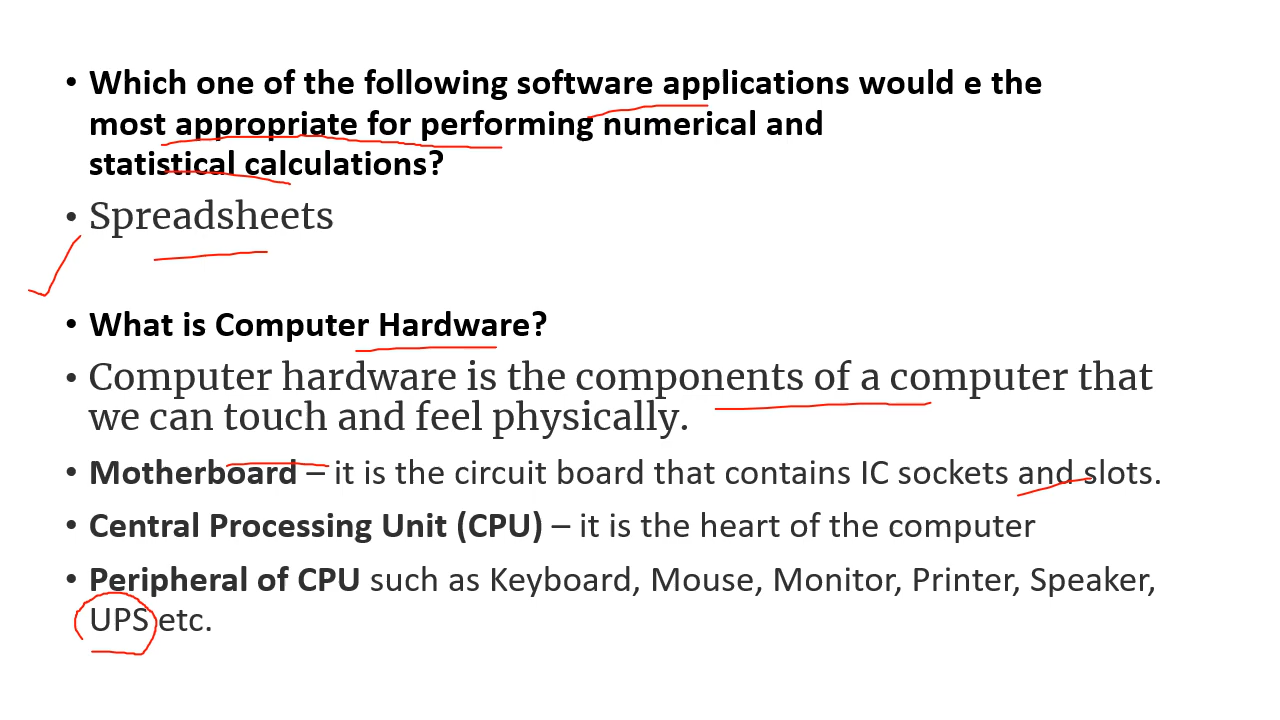 • Which one of the following software applications would e the
most appropriate for performing numerical and
statistical calculations?
• Spreadsheets
• What is Computer Hardware?
• Computer hardware is the components of a computer that
we can touch and feel physically.
• Motherboard – it is the circuit board that contains IC sockets and slots.
• Central Processing Unit (CPU) – it is the heart of the computer
• Peripheral of CPU such as Keyboard, Mouse, Monitor, Printer, Speaker,
UPS etc.